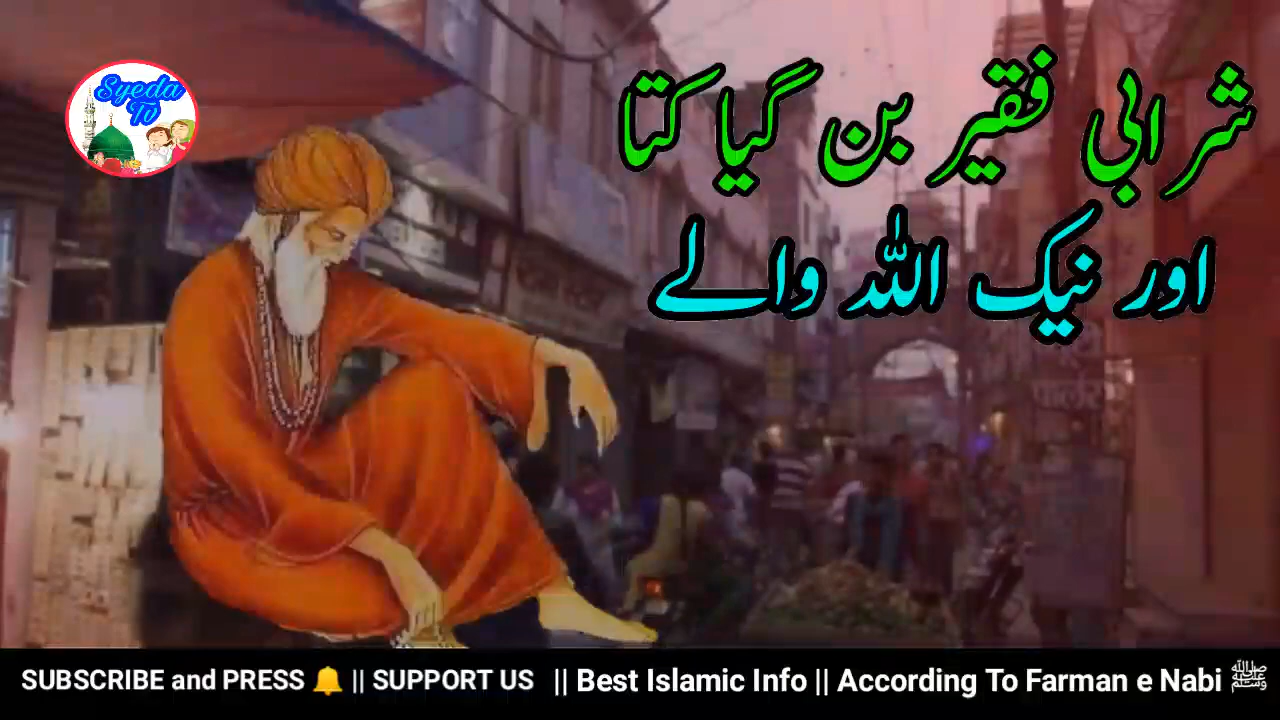 Syeda
Tv
شرابی فقیر بن گیا کتا
اور نیک اللہ والے
SUBSCRIBE and PRESS 🔔 || SUPPORT US || Best Islamic Info || According To Farman e Nabi ﷺ